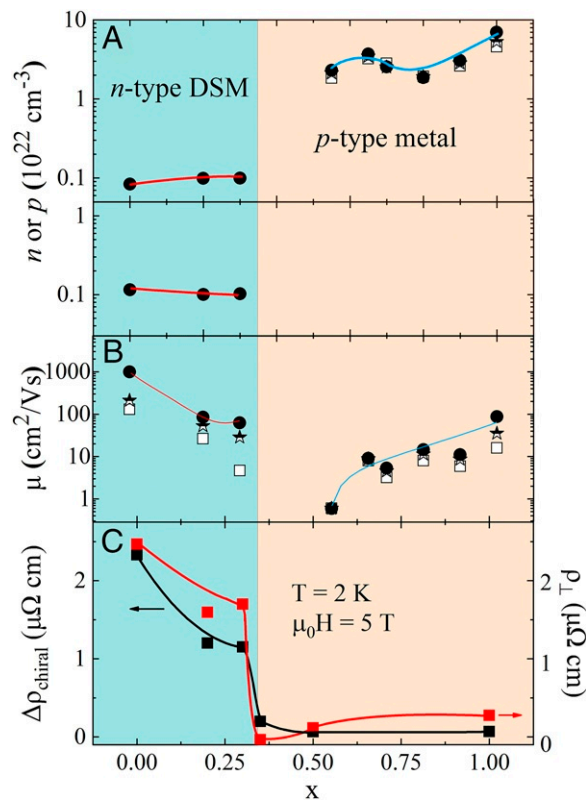 A
n-type DSM
p-type metal
n or p (10²² cm⁻³)
10
1
0.1
1
0.1
B
μ (cm²/Vs)
1000
100
10
1
C
Δρchiral (μΩ cm)
2
1
0
T = 2 K
μ₀H = 5 T
ρ⊥ (μΩ cm)
2
1
0
0.00 0.25 0.50 0.75 1.00
x